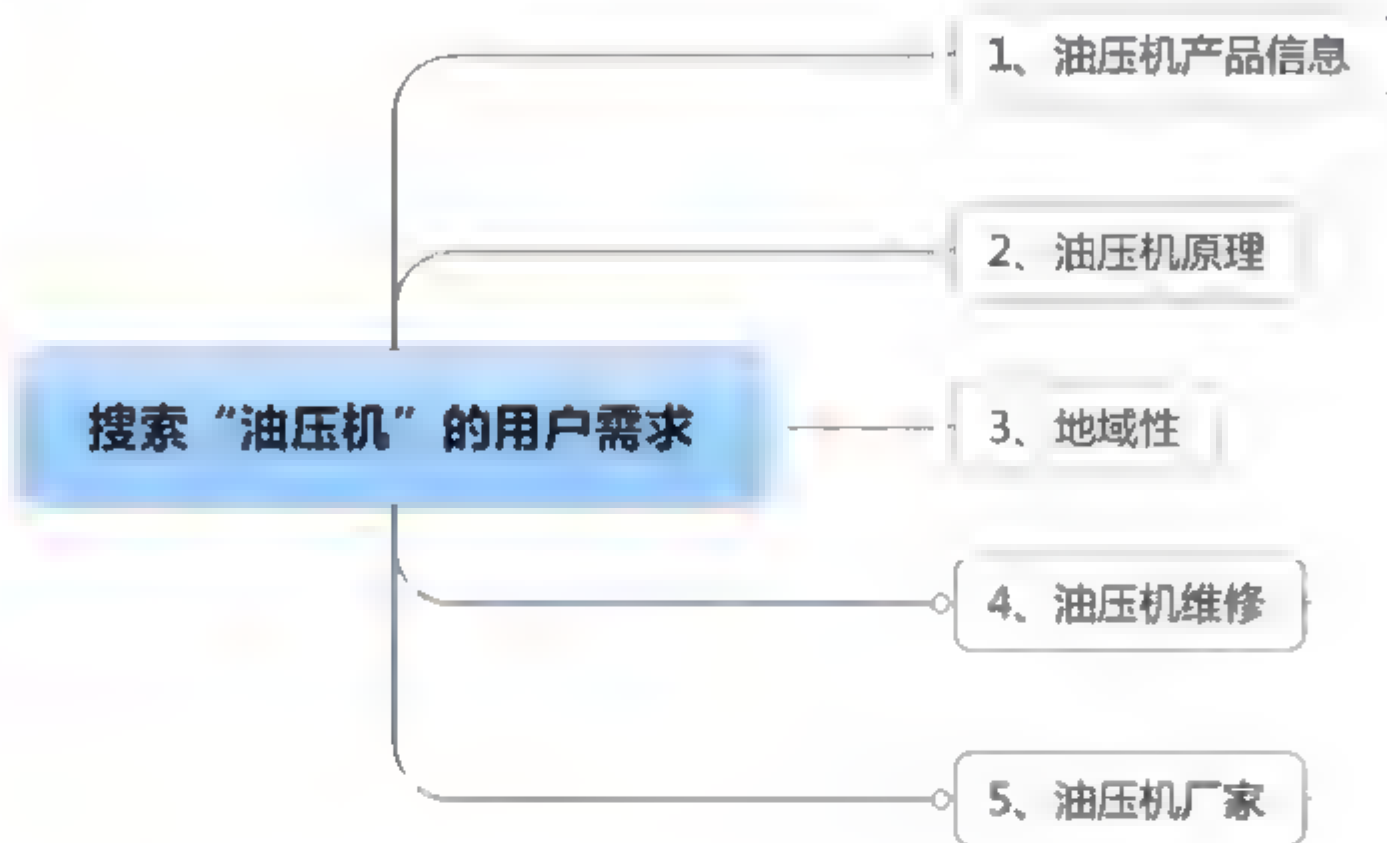 1、油压机产品信息
2、油压机原理
搜索“油压机”的用户需求
3、地域性
4、油压机维修
5、油压机厂家